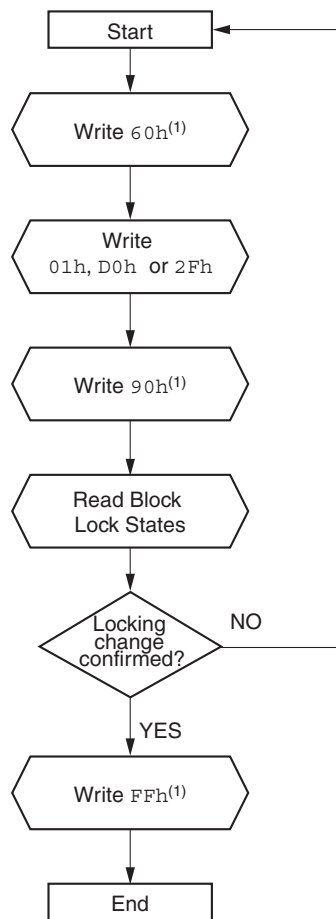 Start
Write 60h(1)
Write
01h, D0h or 2Fh
Write 90h(1)
Read Block
Lock States
Locking
change
confirmed?
NO
YES
Write FFh(1)
End